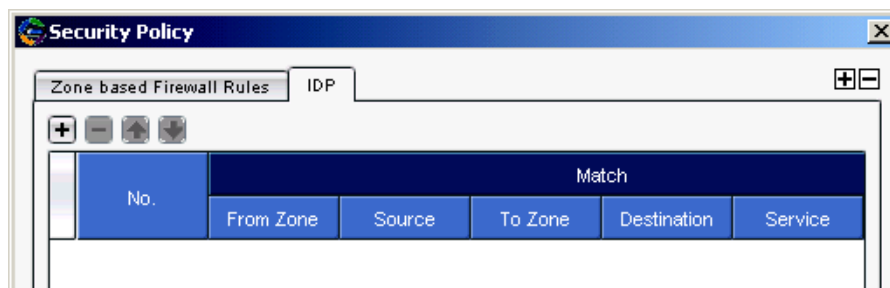 Security Policy
Zone based Firewall Rules IDP
No. Match
From Zone Source To Zone Destination Service